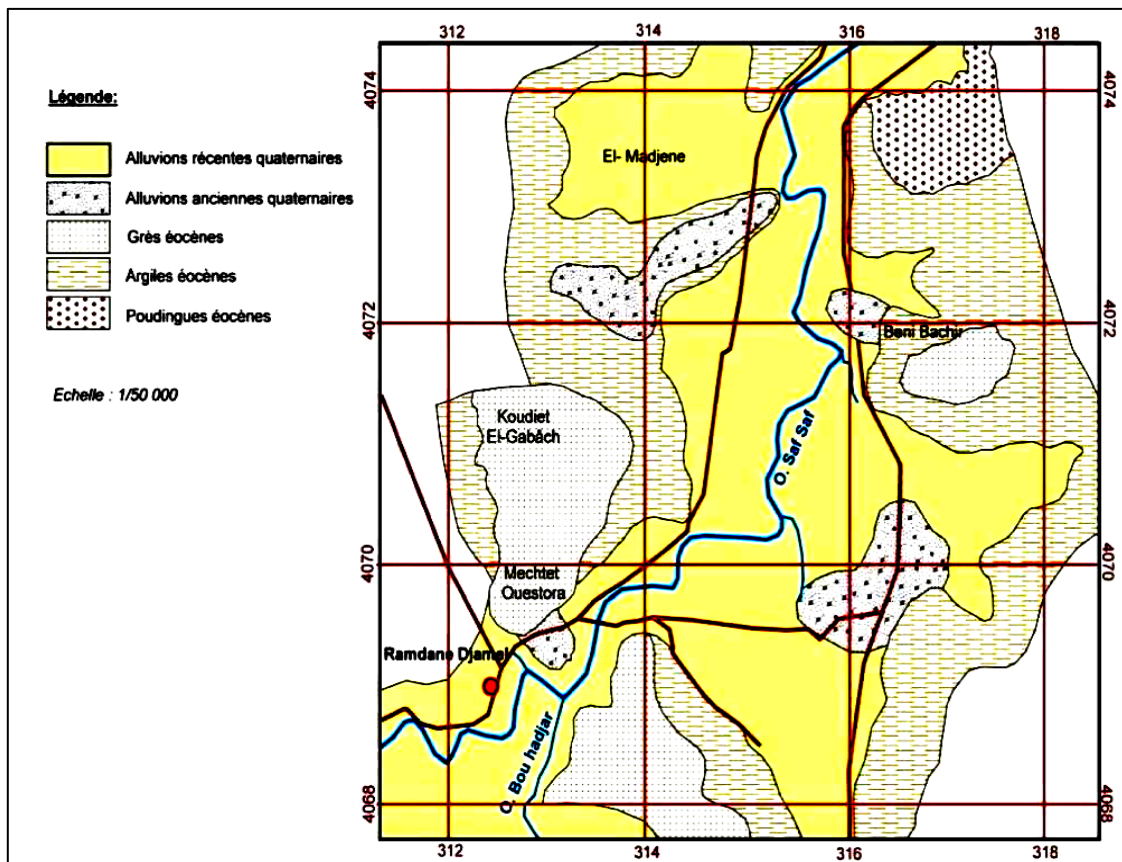 312 314 316 318
Légende:
4074
4074
Alluvions récentes quaternaires
El- Madjene
Alluvions anciennes quaternaires
Grès éocènes
Argiles éocènes
Poudingues éocènes
4072
4072
Beni Bachir
Echelle : 1/50 000
Koudiet
El-Gabàch
O. Saf Saf
4070
4070
Mechtet
Ouestora
Ramdane Djamel
O. Bou hadjar
4068
4068
312 314 316 318